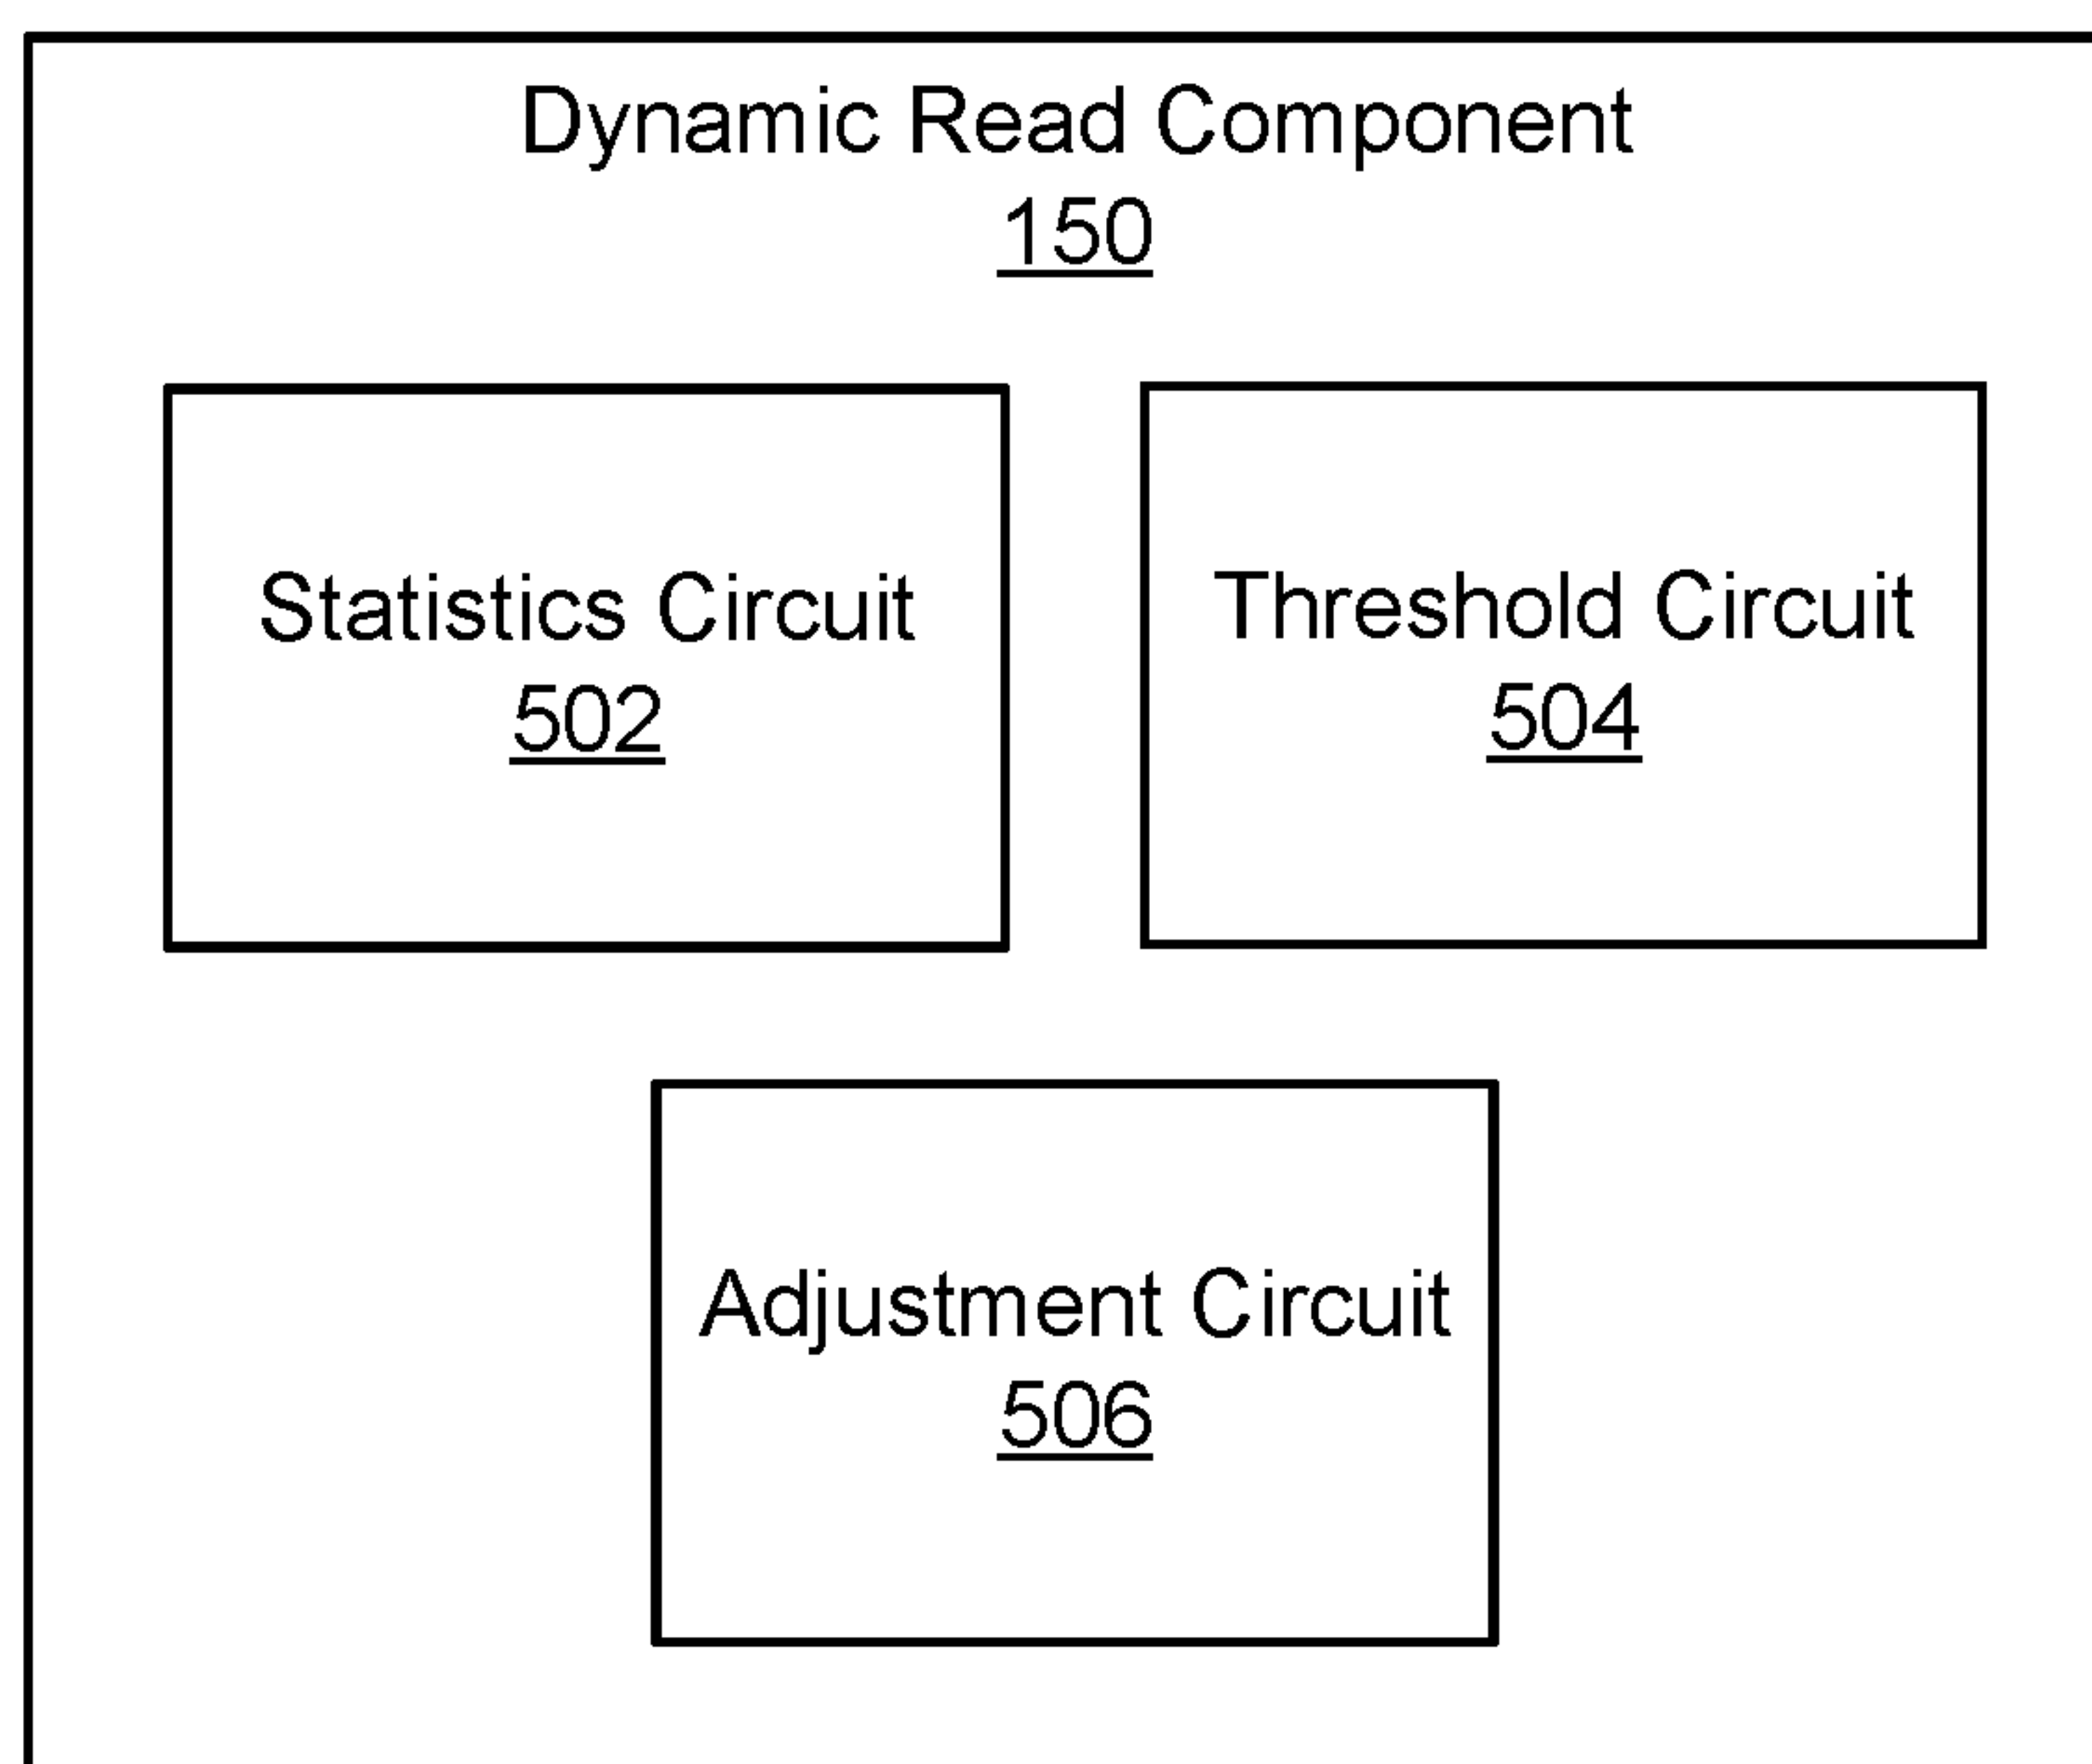 Dynamic Read Component
150
Statistics Circuit
502
Threshold Circuit
504
Adjustment Circuit
506